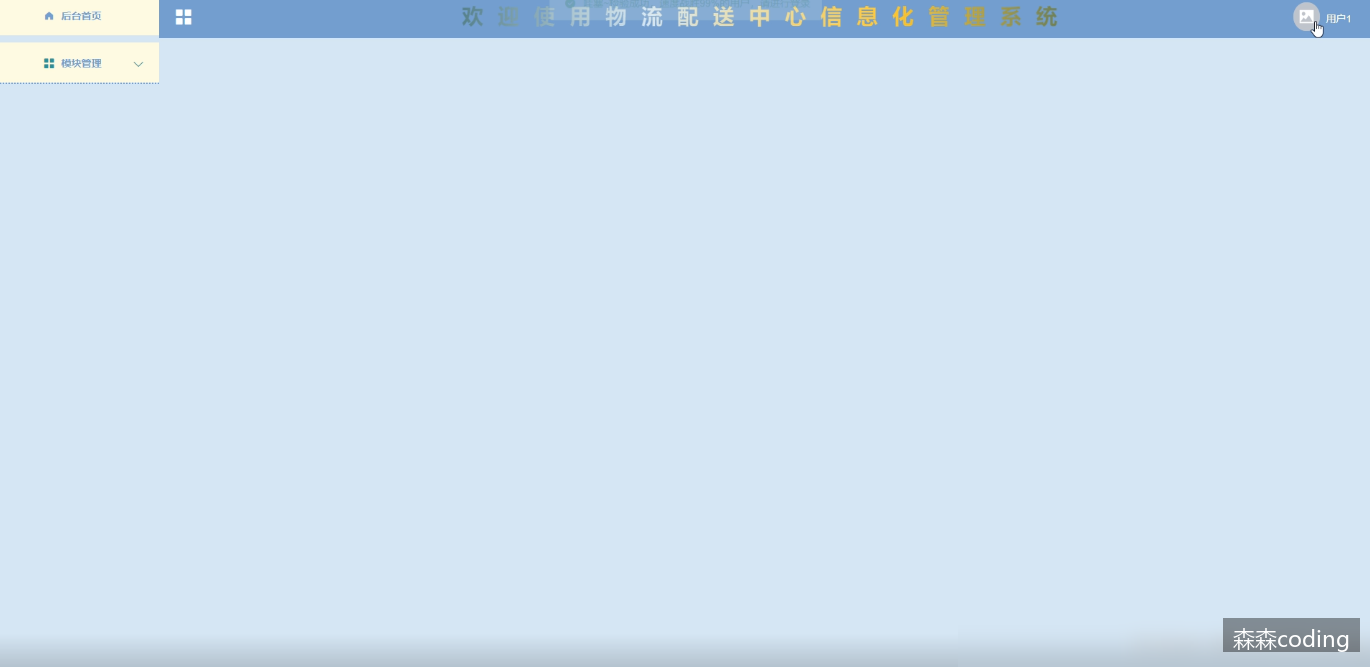 后台首页
欢迎使用物流配送中心信息化管理系统
用户1
模块管理
森森coding